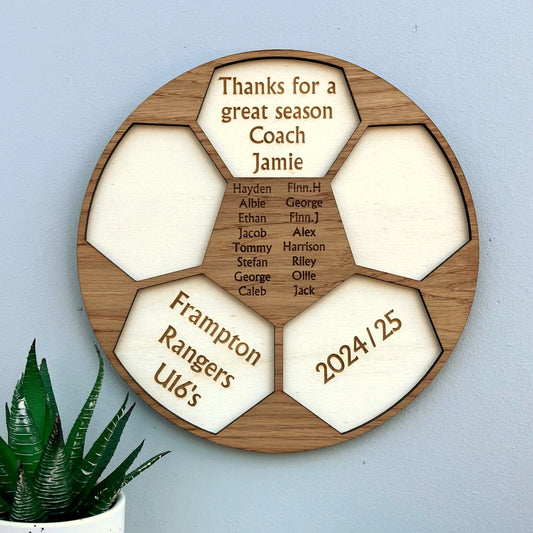 Thanks for a
great season
Coach
Jamie
Hayden Finn.H
Albie George
Ethan Finn.J
Jacob Alex
Tommy Harrison
Stefan Riley
George Ollie
Caleb Jack
Frampton
Rangers
U16's
2024/25